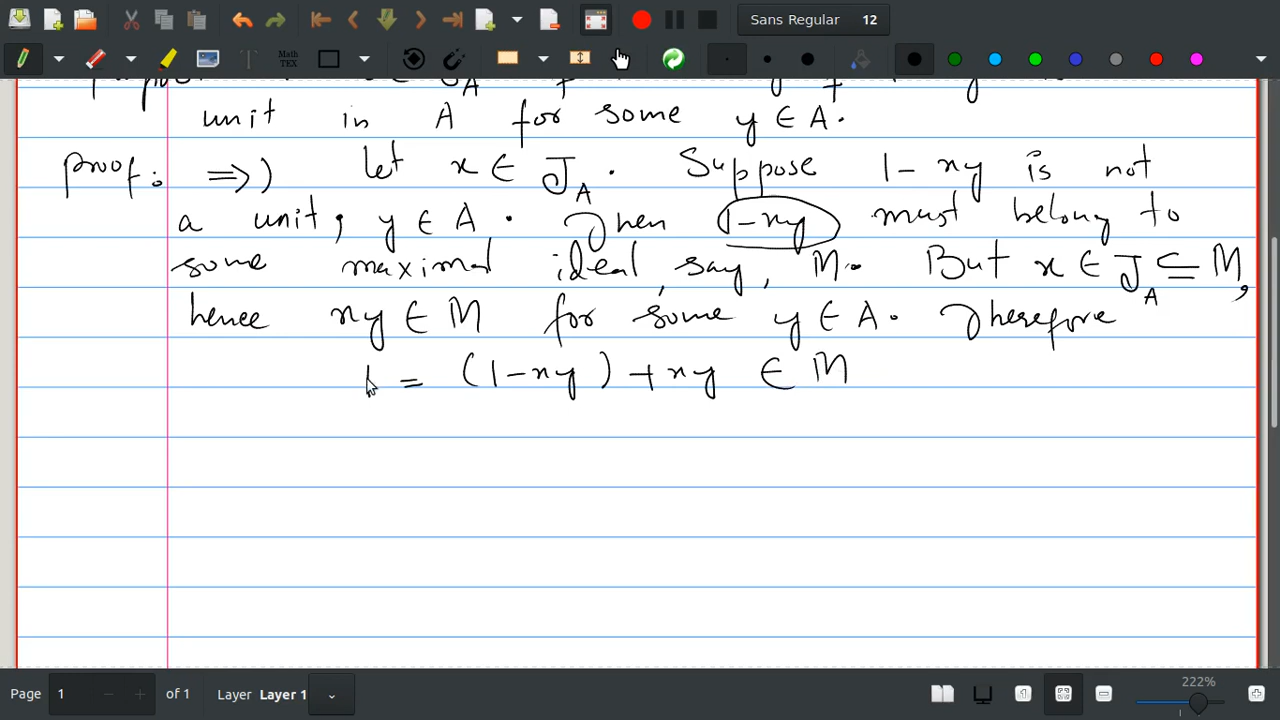 Sans Regular 12
Math
TEX
unit in A for some y ∈ A.
proof: ⇒) let x ∈ J_A. Suppose 1-xy is not
a unit; y ∈ A. Then 1-xy must belong to
some maximal ideal, say, M. But x ∈ J_A ⊆ M,
hence xy ∈ M for some y ∈ A. Therefore
1 = (1-xy) + xy ∈ M
Page 1 of 1 Layer Layer 1 222%